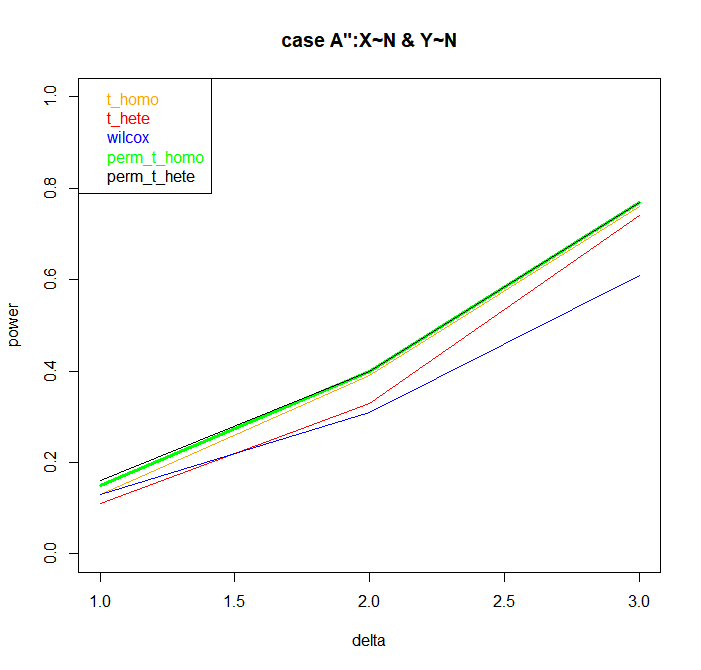 case A":X~N & Y~N
t_homo
t_hete
wilcox
perm_t_homo
perm_t_hete
power
1.0
0.8
0.6
0.4
0.2
0.0
1.0 1.5 2.0 2.5 3.0
delta